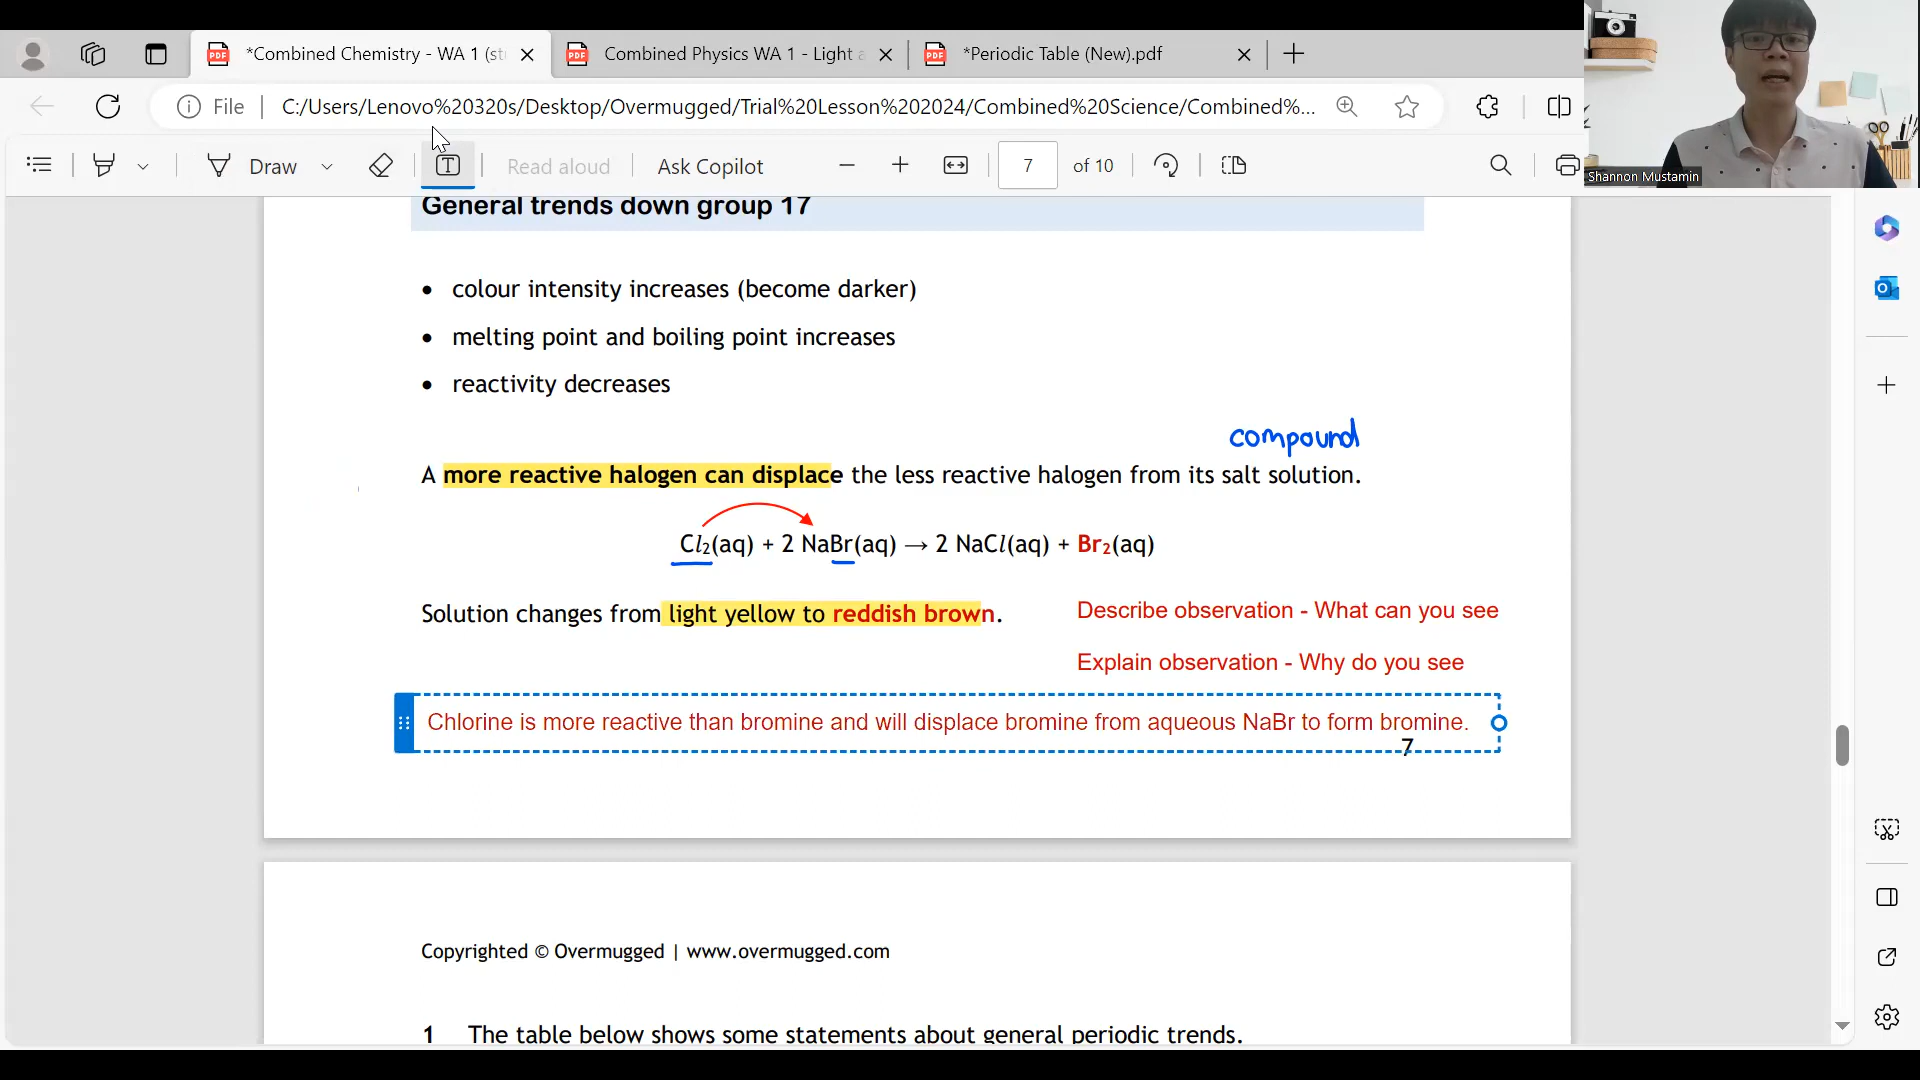 *Combined Chemistry - WA 1 (st
Combined Physics WA 1 - Light a
*Periodic Table (New).pdf
File
C:/Users/Lenovo%20320s/Desktop/Overmugged/Trial%20Lesson%202024/Combined%20Science/Combined%...
Draw
Read aloud
Ask Copilot
7
of 10
Shannon Mustamin
General trends down group 17
• colour intensity increases (become darker)
• melting point and boiling point increases
• reactivity decreases
compound
A more reactive halogen can displace the less reactive halogen from its salt solution.
Cl₂(aq) + 2 NaBr(aq) → 2 NaCl(aq) + Br₂(aq)
Solution changes from light yellow to reddish brown.
Describe observation - What can you see
Explain observation - Why do you see
Chlorine is more reactive than bromine and will displace bromine from aqueous NaBr to form bromine.
7
Copyrighted © Overmugged | www.overmugged.com
1 The table below shows some statements about general periodic trends.